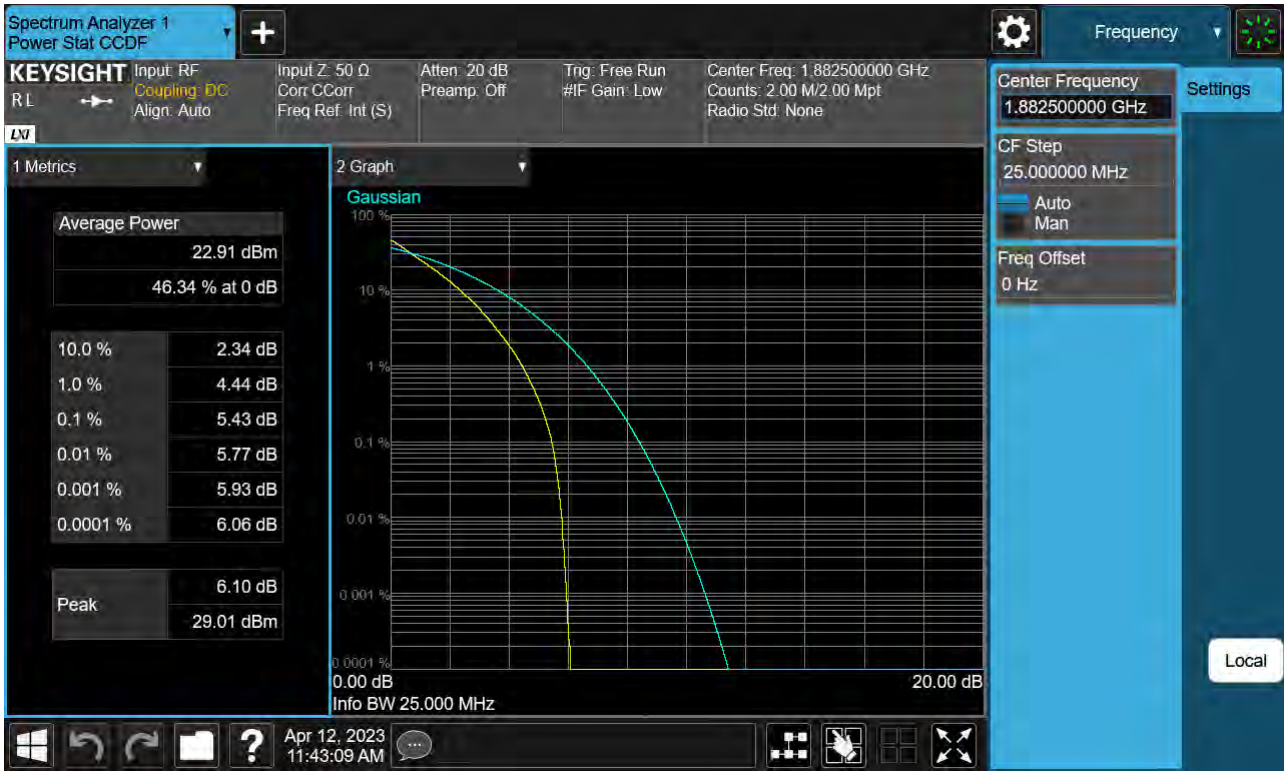 Spectrum Analyzer 1
Power Stat CCDF
+
Frequency
KEYSIGHT
RL
LXI
Input: RF
Coupling: DC
Align: Auto
Input Z: 50 Ω
Corr CCorr
Freq Ref: Int (S)
Atten: 20 dB
Preamp: Off
Trig: Free Run
#IF Gain: Low
Center Freq: 1.882500000 GHz
Counts: 2.00 M/2.00 Mpt
Radio Std: None
Center Frequency
1.882500000 GHz
Settings
CF Step
25.000000 MHz
Auto
Man
Freq Offset
0 Hz
Local
1 Metrics
Average Power
22.91 dBm
46.34 % at 0 dB
10.0 % 2.34 dB
1.0 % 4.44 dB
0.1 % 5.43 dB
0.01 % 5.77 dB
0.001 % 5.93 dB
0.0001 % 6.06 dB
Peak
6.10 dB
29.01 dBm
2 Graph
Gaussian
100 %
10 %
1 %
0.1 %
0.01 %
0.001 %
0.0001 %
0.00 dB 20.00 dB
Info BW 25.000 MHz
?
Apr 12, 2023
11:43:09 AM